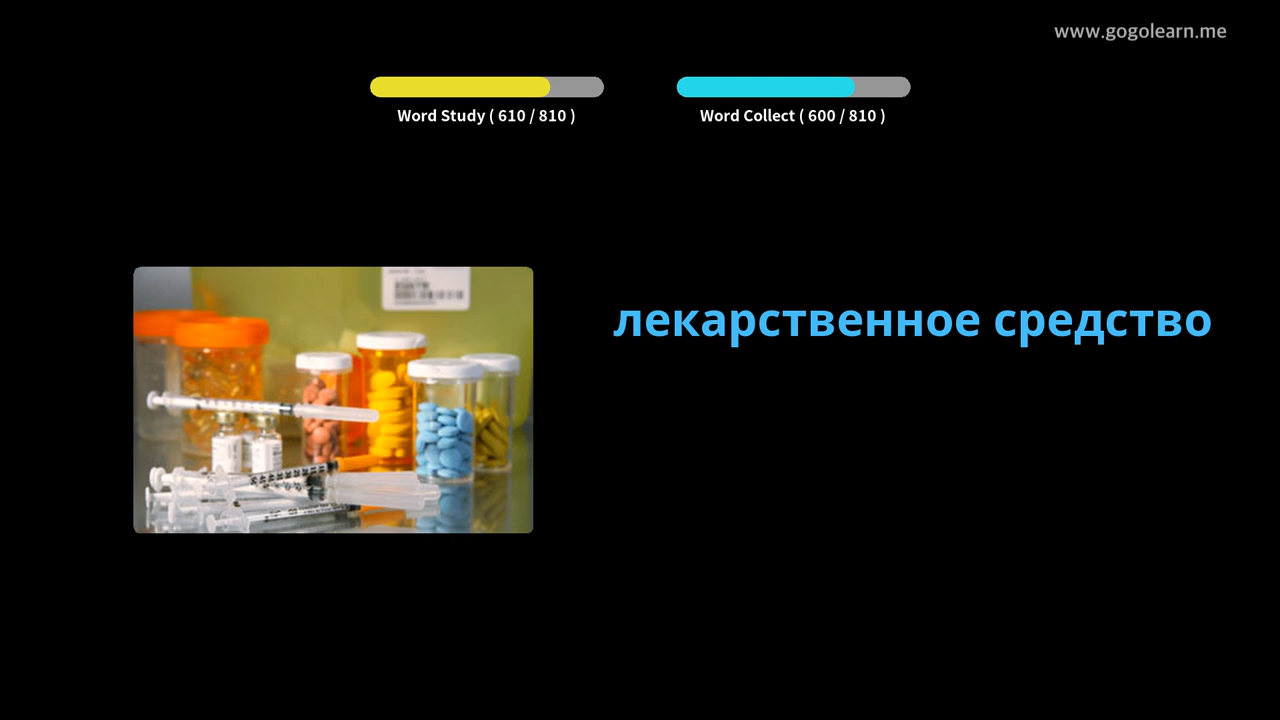 www.gogolearn.me
Word Study ( 610 / 810 )
Word Collect ( 600 / 810 )
лекарственное средство